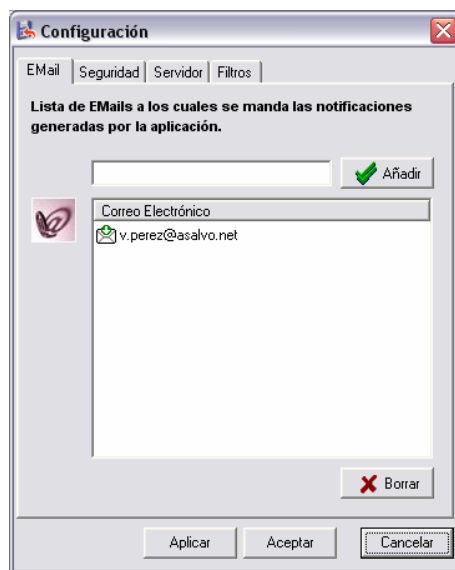 Configuración
EMail Seguridad Servidor Filtros
Lista de EMails a los cuales se manda las notificaciones
generadas por la aplicación.
Añadir
Correo Electrónico
v.perez@asalvo.net
Borrar
Aplicar Aceptar Cancelar